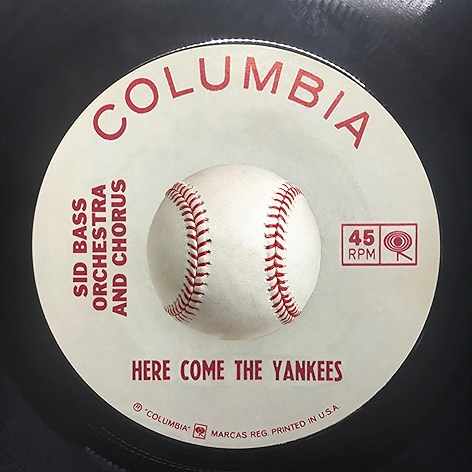 COLUMBIA
SID BASS
ORCHESTRA
AND CHORUS
45
RPM
HERE COME THE YANKEES
® "COLUMBIA" MARCAS REG. PRINTED IN U.S.A.